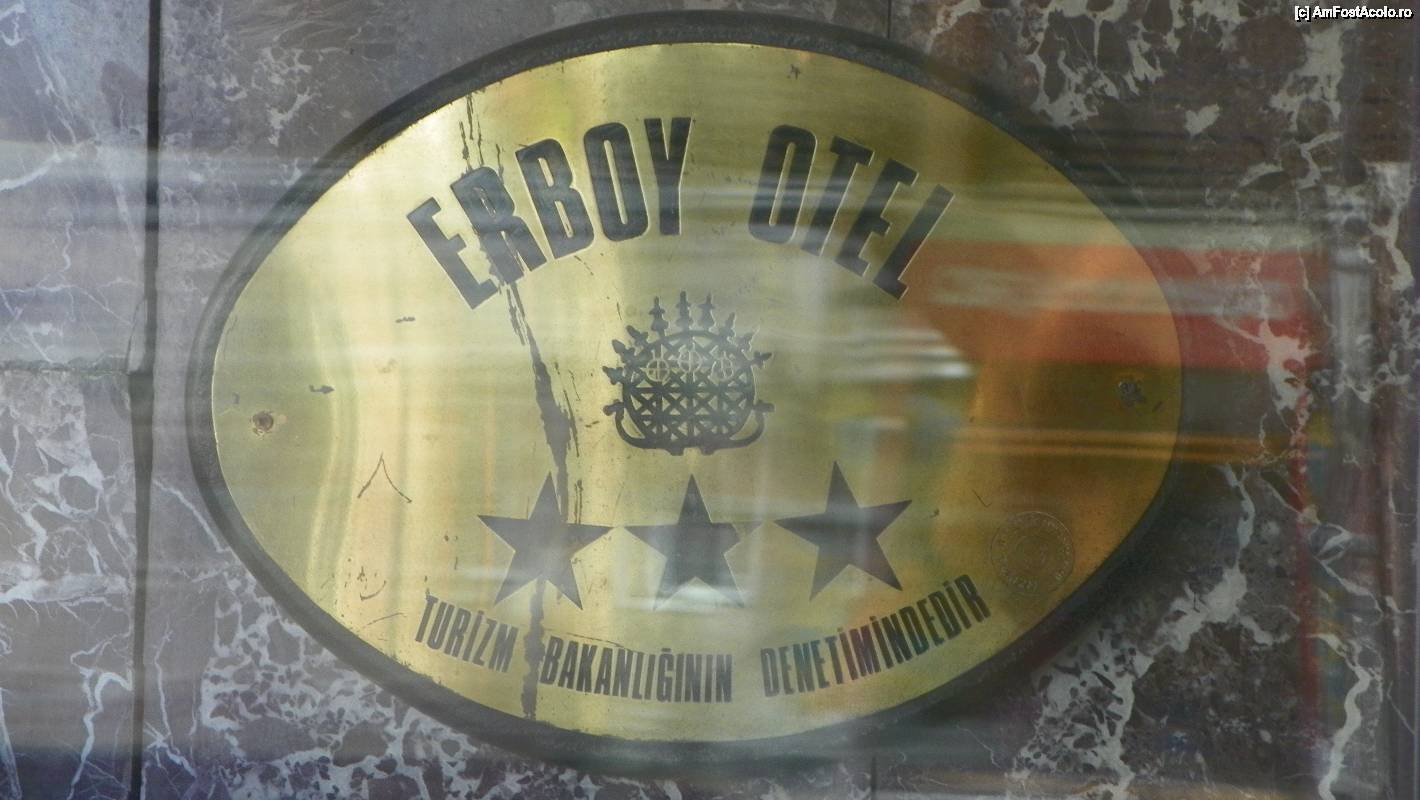 [c] AmFostAcolo.ro
ERBOY OTEL
TURİZM BAKANLIĞININ DENETİMİNDEDİR